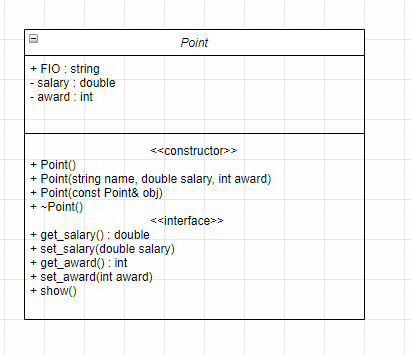 Point
+ FIO : string
- salary : double
- award : int
<<constructor>>
+ Point()
+ Point(string name, double salary, int award)
+ Point(const Point& obj)
+ ~Point()
<<interface>>
+ get_salary() : double
+ set_salary(double salary)
+ get_award() : int
+ set_award(int award)
+ show()